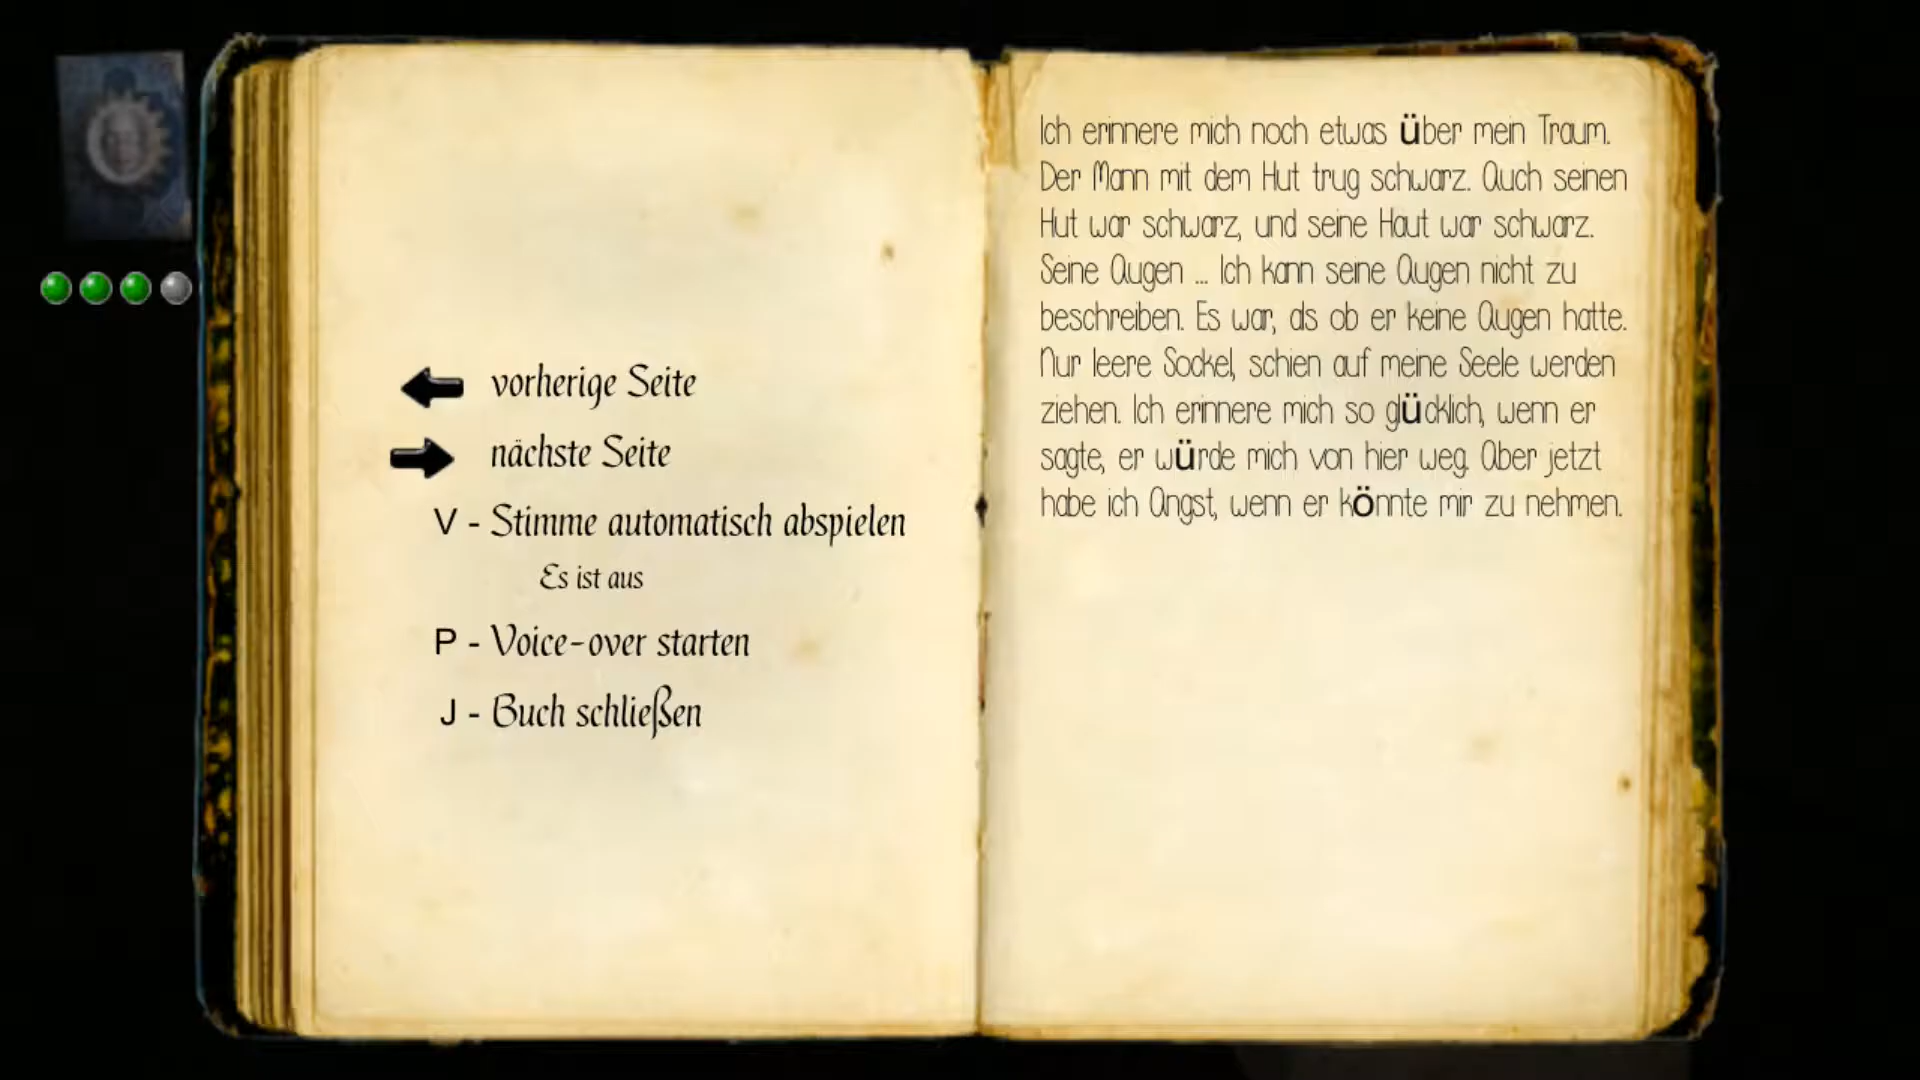 vorherige Seite
nächste Seite
V - Stimme automatisch abspielen
Es ist aus
P - Voice-over starten
J - Buch schließen
Ich erinnere mich noch etwas über mein Traum.
Der Mann mit dem Hut trug schwarz. Auch seinen
Hut war schwarz, und seine Haut war schwarz.
Seine Augen ... Ich kann seine Augen nicht zu
beschreiben. Es war, als ob er keine Augen hatte.
Nur leere Sockel, schien auf meine Seele werden
ziehen. Ich erinnere mich so glücklich, wenn er
sagte, er würde mich von hier weg. Aber jetzt
habe ich Angst, wenn er könnte mir zu nehmen.